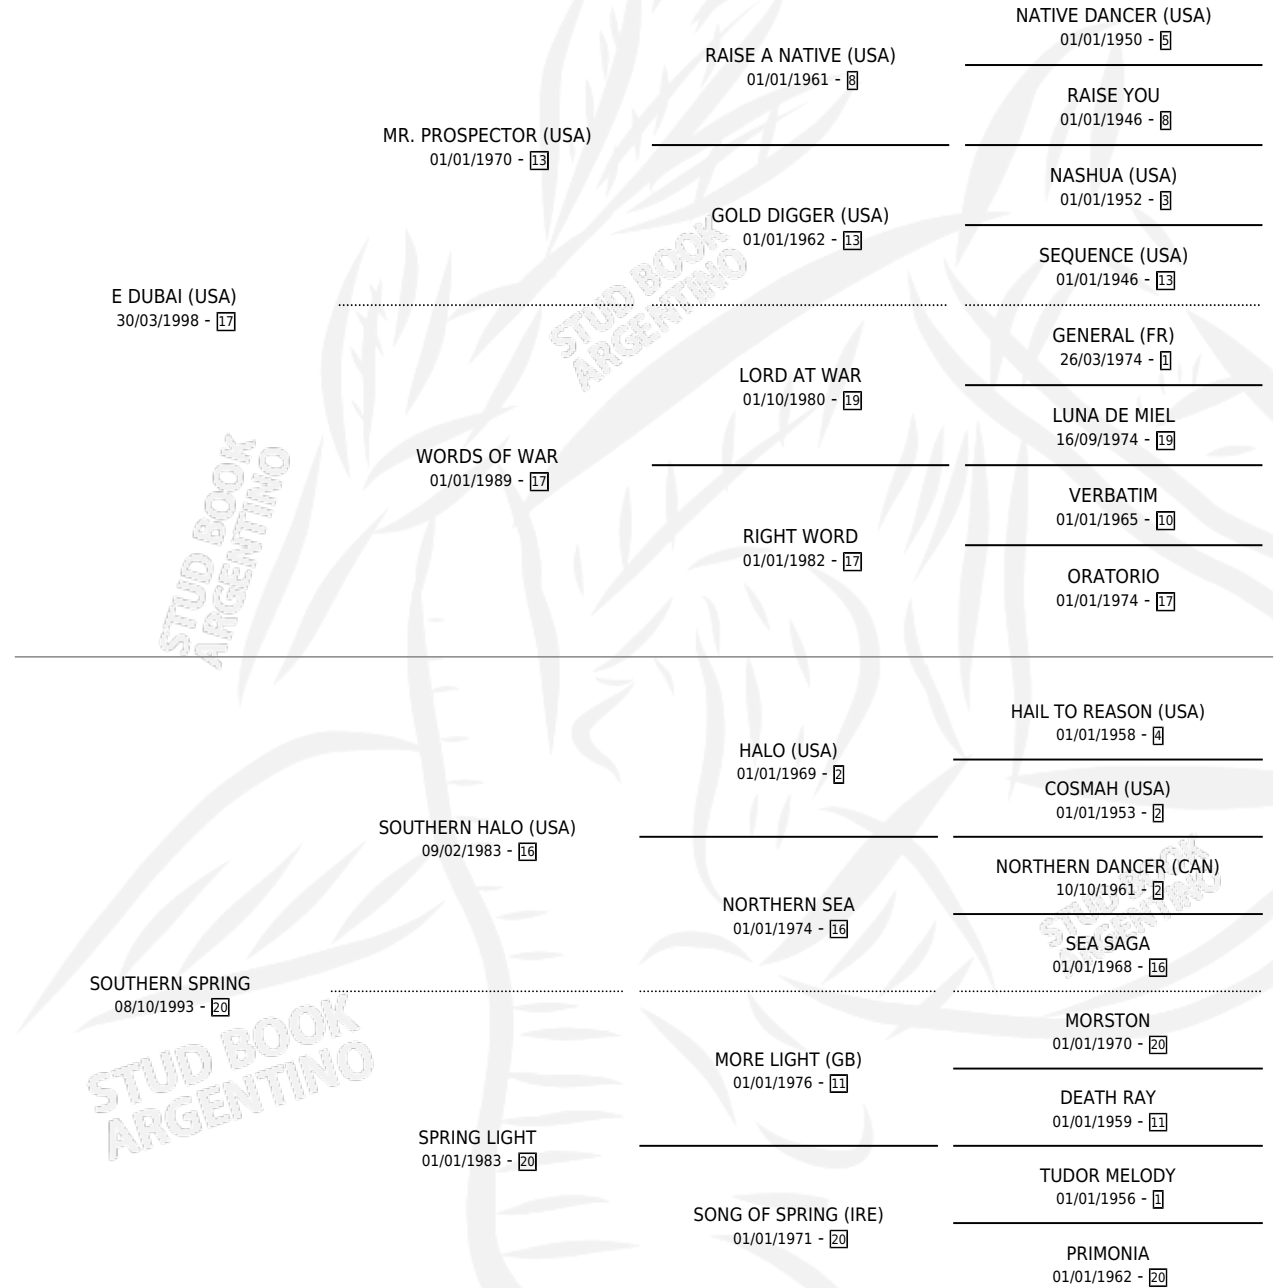 NATIVE DANCER (USA)
01/01/1950 - 5
RAISE A NATIVE (USA)
01/01/1961 - 8
RAISE YOU
01/01/1946 - 8
MR. PROSPECTOR (USA)
01/01/1970 - 13
NASHUA (USA)
01/01/1952 - 3
GOLD DIGGER (USA)
01/01/1962 - 13
SEQUENCE (USA)
01/01/1946 - 13
E DUBAI (USA)
30/03/1998 - 17
STUD BOOK
ARGENTINO
GENERAL (FR)
26/03/1974 - 1
LORD AT WAR
01/10/1980 - 19
LUNA DE MIEL
16/09/1974 - 19
WORDS OF WAR
01/01/1989 - 17
VERBATIM
01/01/1965 - 10
RIGHT WORD
01/01/1982 - 17
ORATORIO
01/01/1974 - 17
STUD BOOK
ARGENTINO
HAIL TO REASON (USA)
01/01/1958 - 4
HALO (USA)
01/01/1969 - 2
COSMAH (USA)
01/01/1953 - 2
SOUTHERN HALO (USA)
09/02/1983 - 16
NORTHERN DANCER (CAN)
10/10/1961 - 2
NORTHERN SEA
01/01/1974 - 16
STUD BOOK
ARGENTINO
SEA SAGA
01/01/1968 - 16
SOUTHERN SPRING
08/10/1993 - 20
STUD BOOK
ARGENTINO
MORSTON
01/01/1970 - 20
MORE LIGHT (GB)
01/01/1976 - 11
DEATH RAY
01/01/1959 - 11
SPRING LIGHT
01/01/1983 - 20
TUDOR MELODY
01/01/1956 - 1
SONG OF SPRING (IRE)
01/01/1971 - 20
PRIMONIA
01/01/1962 - 20